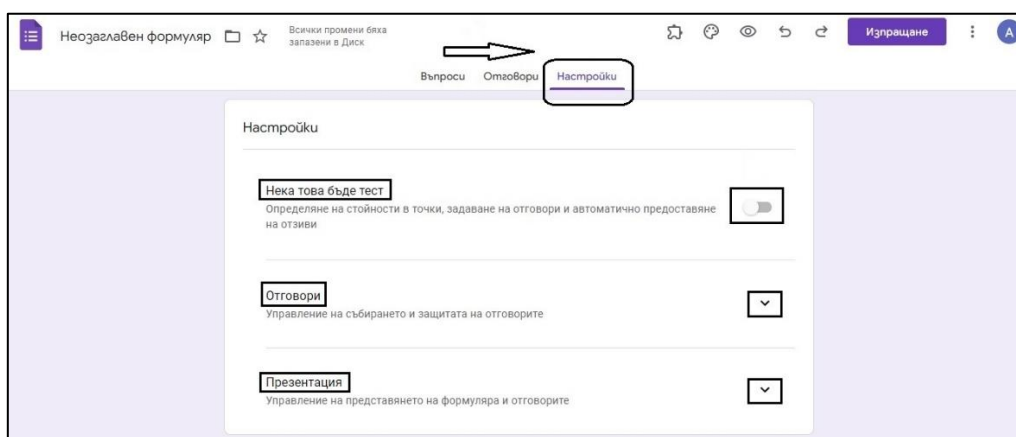 Неозаглавен формуляр
Всички промени бяха
запазени в Диск
Изпращане
A
Въпроси Отговори Настройки
Настройки
Нека това бъде тест
Определяне на стойности в точки, задаване на отговори и автоматично предоставяне
на отзиви
Отговори
Управление на събирането и защитата на отговорите
Презентация
Управление на представянето на формуляра и отговорите